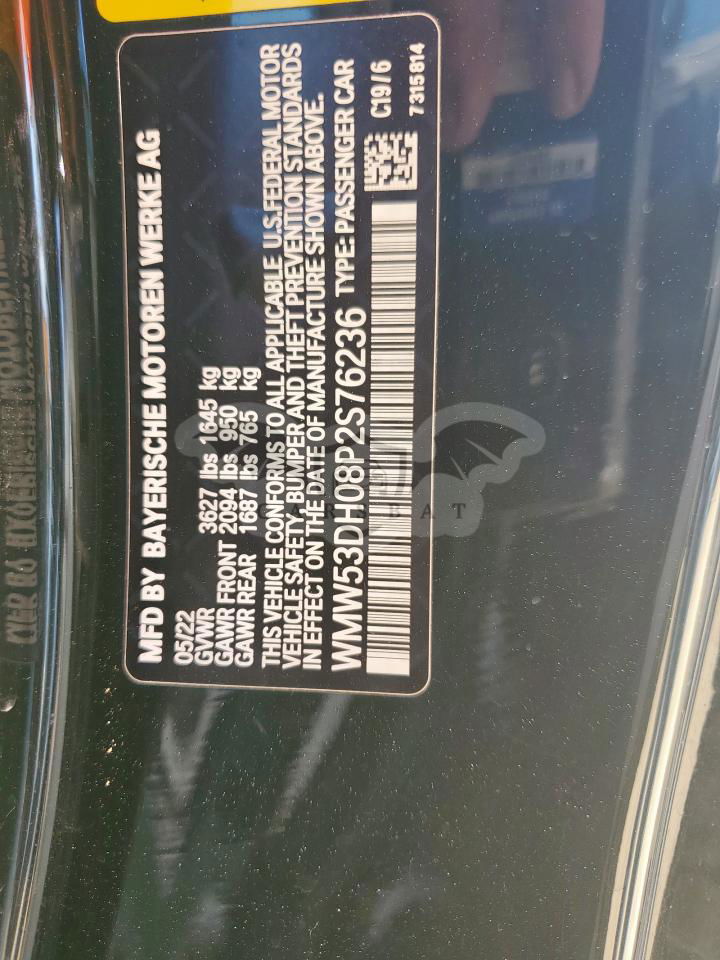 MFD BY BAYERISCHE MOTOREN WERKE AG
05/22
GVWR 3627 lbs 1645 kg
GAWR FRONT 2094 lbs 950 kg
GAWR REAR 1687 lbs 765 kg
THIS VEHICLE CONFORMS TO ALL APPLICABLE U.S. FEDERAL MOTOR
VEHICLE SAFETY, BUMPER AND THEFT PREVENTION STANDARDS
IN EFFECT ON THE DATE OF MANUFACTURE SHOWN ABOVE.
WMW53DH08P2S76236 TYPE: PASSENGER CAR
C19/6
7315814
CARSBAT